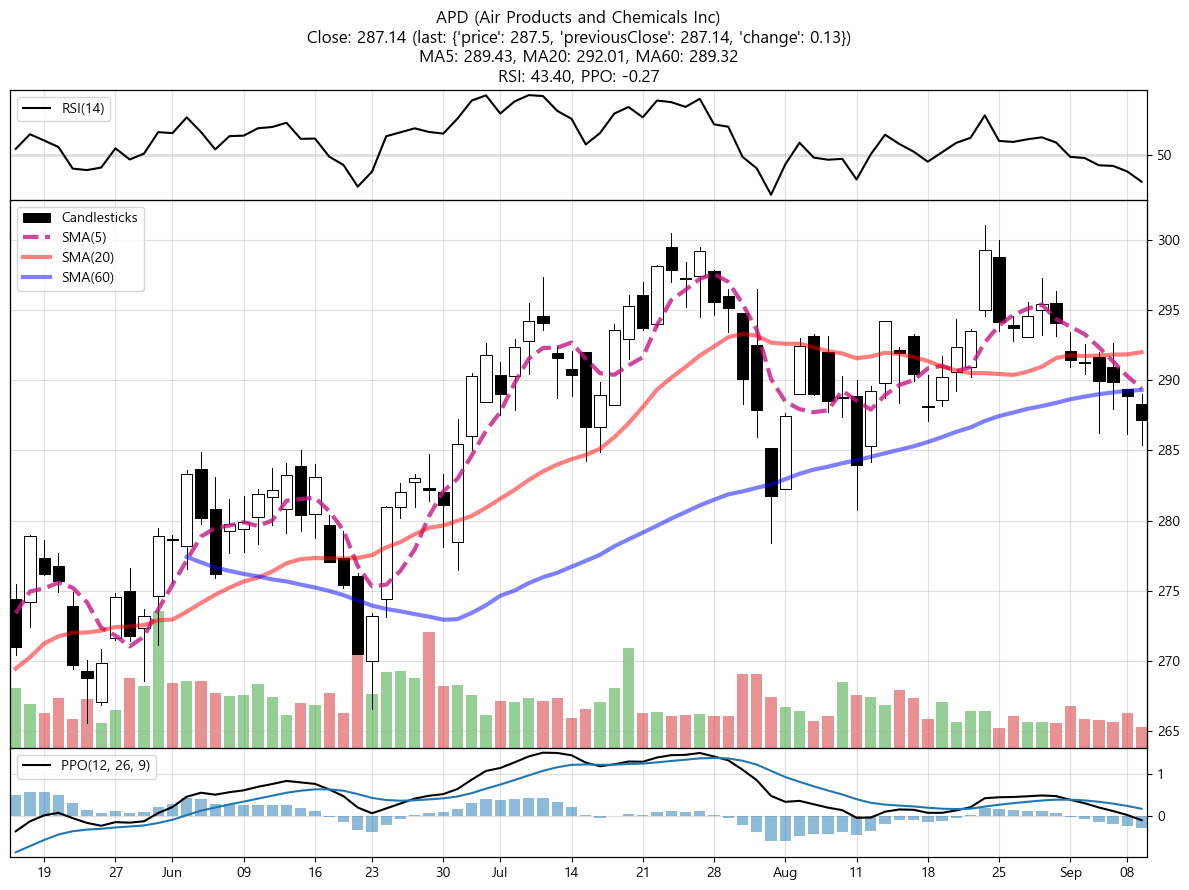 APD (Air Products and Chemicals Inc)
Close: 287.14 (last: {'price': 287.5, 'previousClose': 287.14, 'change': 0.13})
MA5: 289.43, MA20: 292.01, MA60: 289.32
RSI: 43.40, PPO: -0.27
RSI(14)
50
Candlesticks
SMA(5)
SMA(20)
SMA(60)
300
295
290
285
280
275
270
265
PPO(12, 26, 9)
1
0
19 27 Jun 09 16 23 Jul 14 21 28 Aug 11 18 25 Sep 08